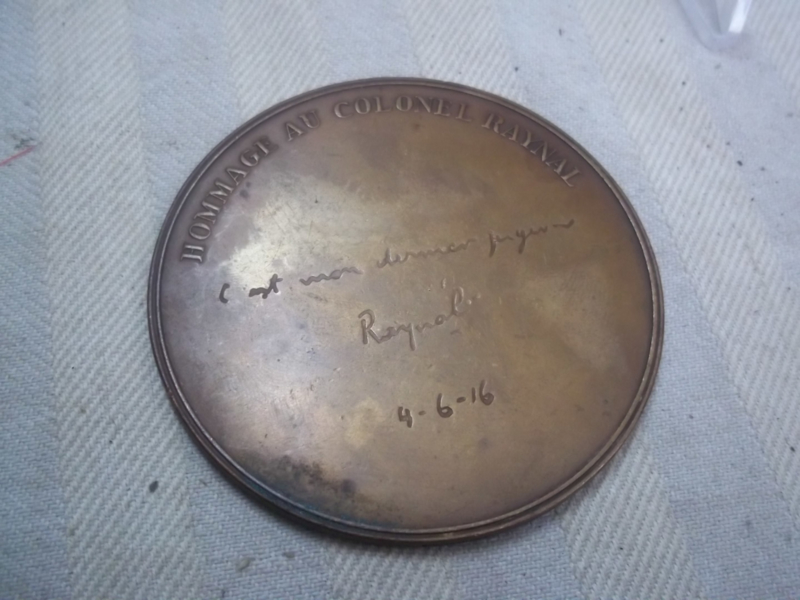 HOMMAGE AU COLONEL RAYNAL
C'est mon dernier pigeon
Raynal.
4-6-16